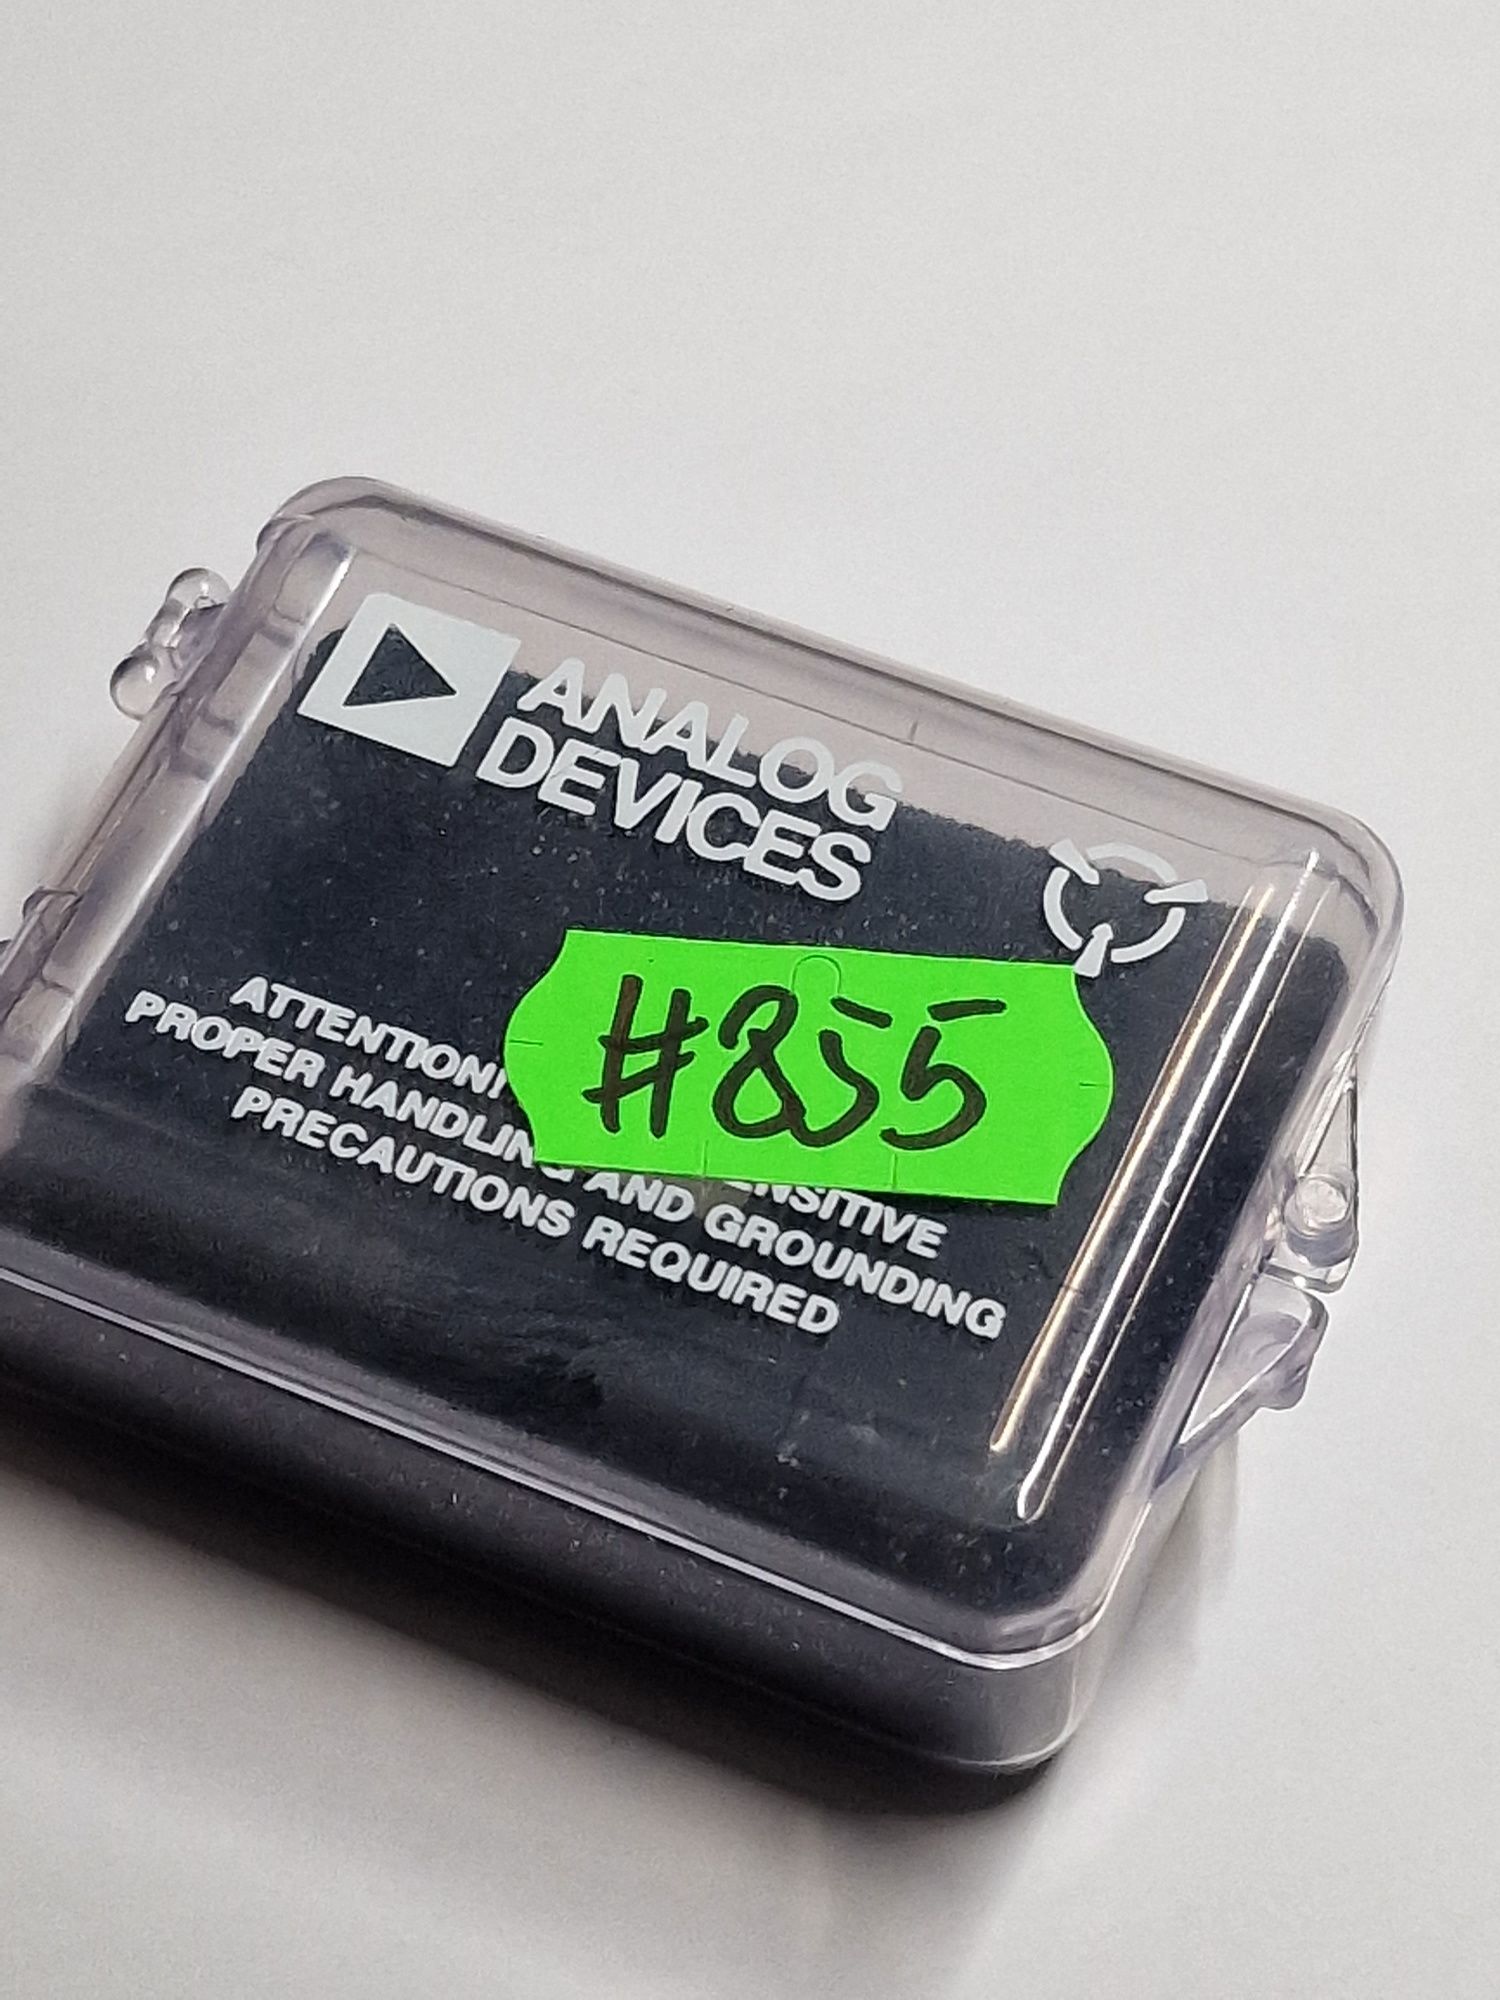 ANALOG
DEVICES
#855
ATTENTION!
PROPER HANDLING AND GROUNDING
PRECAUTIONS REQUIRED